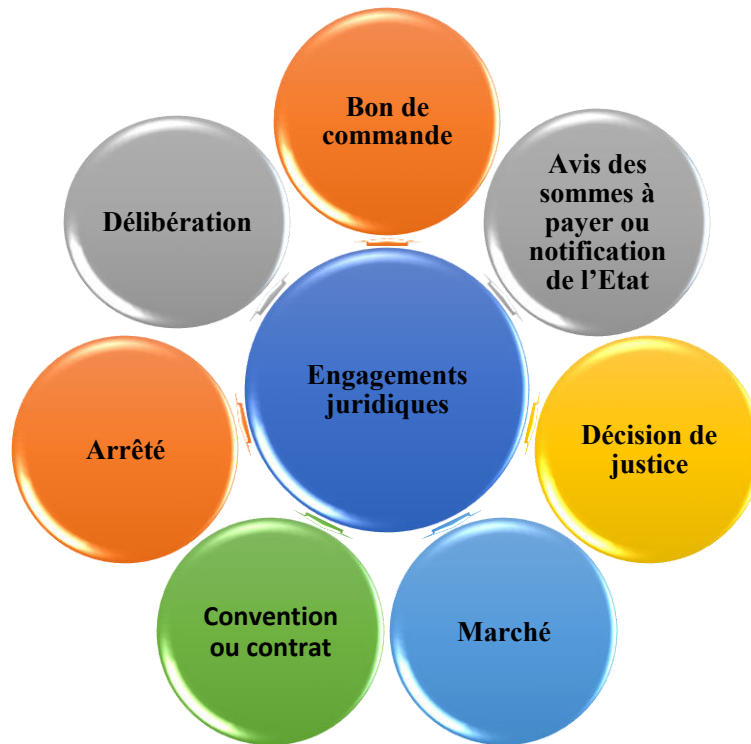 Bon de
commande
Avis des
sommes à
payer ou
notification
de l'Etat
Décision de
justice
Marché
Convention
ou contrat
Arrêté
Délibération
Engagements
juridiques